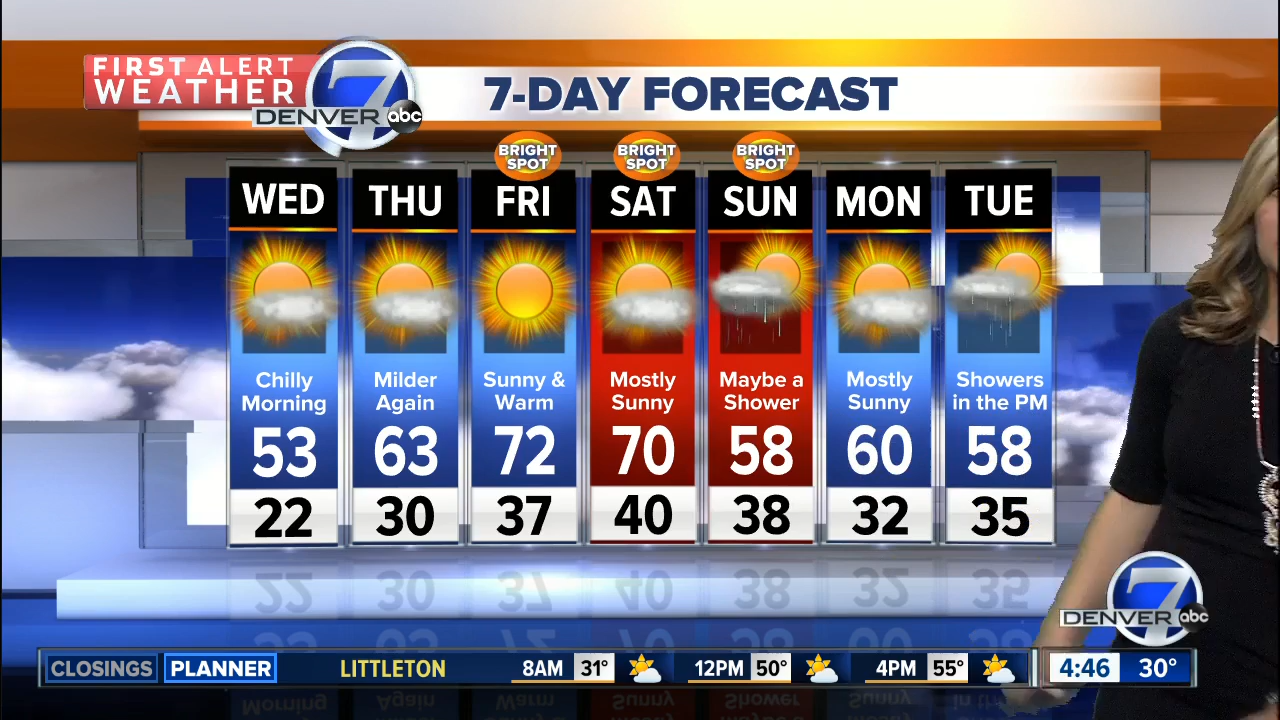 FIRST ALERT
WEATHER
7
DENVER abc
7-DAY FORECAST
BRIGHT
SPOT
BRIGHT
SPOT
BRIGHT
SPOT
WED THU FRI SAT SUN MON TUE
Chilly
Morning
Milder
Again
Sunny &
Warm
Mostly
Sunny
Maybe a
Shower
Mostly
Sunny
Showers
in the PM
53 63 72 70 58 60 58
22 30 37 40 38 32 35
7
DENVER abc
CLOSINGS PLANNER LITTLETON 8AM 31° 12PM 50° 4PM 55° 4:46 30°